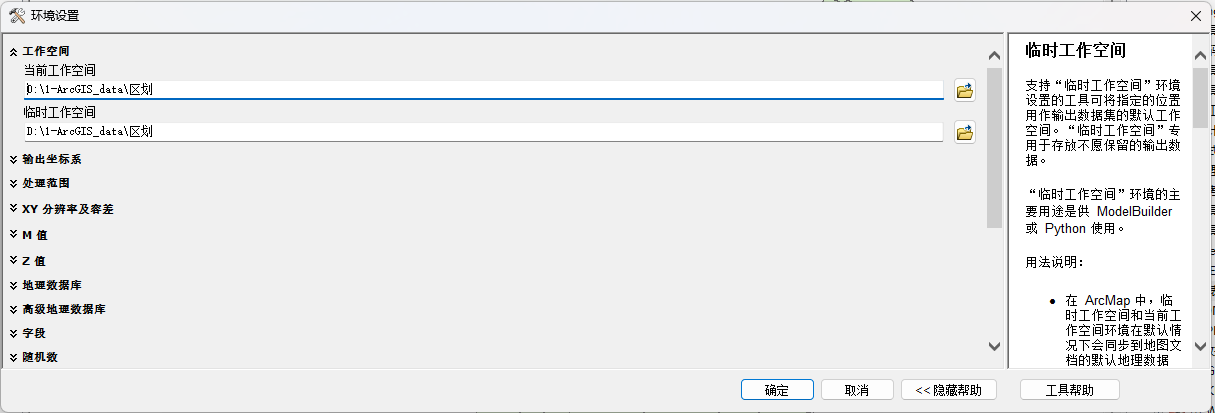 环境设置
工作空间
当前工作空间
D:\1-ArcGIS_data\区划
临时工作空间
D:\1-ArcGIS_data\区划
输出坐标系
处理范围
XY 分辨率及容差
M 值
Z 值
地理数据库
高级地理数据库
字段
随机数
临时工作空间
支持“临时工作空间”环境
设置的工具可将指定的位置
用作输出数据集的默认工作
空间。“临时工作空间”专
用于存放不愿保留的输出数
据。
“临时工作空间”环境的主
要用途是供 ModelBuilder
或 Python 使用。
用法说明：
• 在 ArcMap 中，临
时工作空间和当前工
作空间环境在默认情
况下会同步到地图文
档的默认地理数据
确定
取消
<< 隐藏帮助
工具帮助